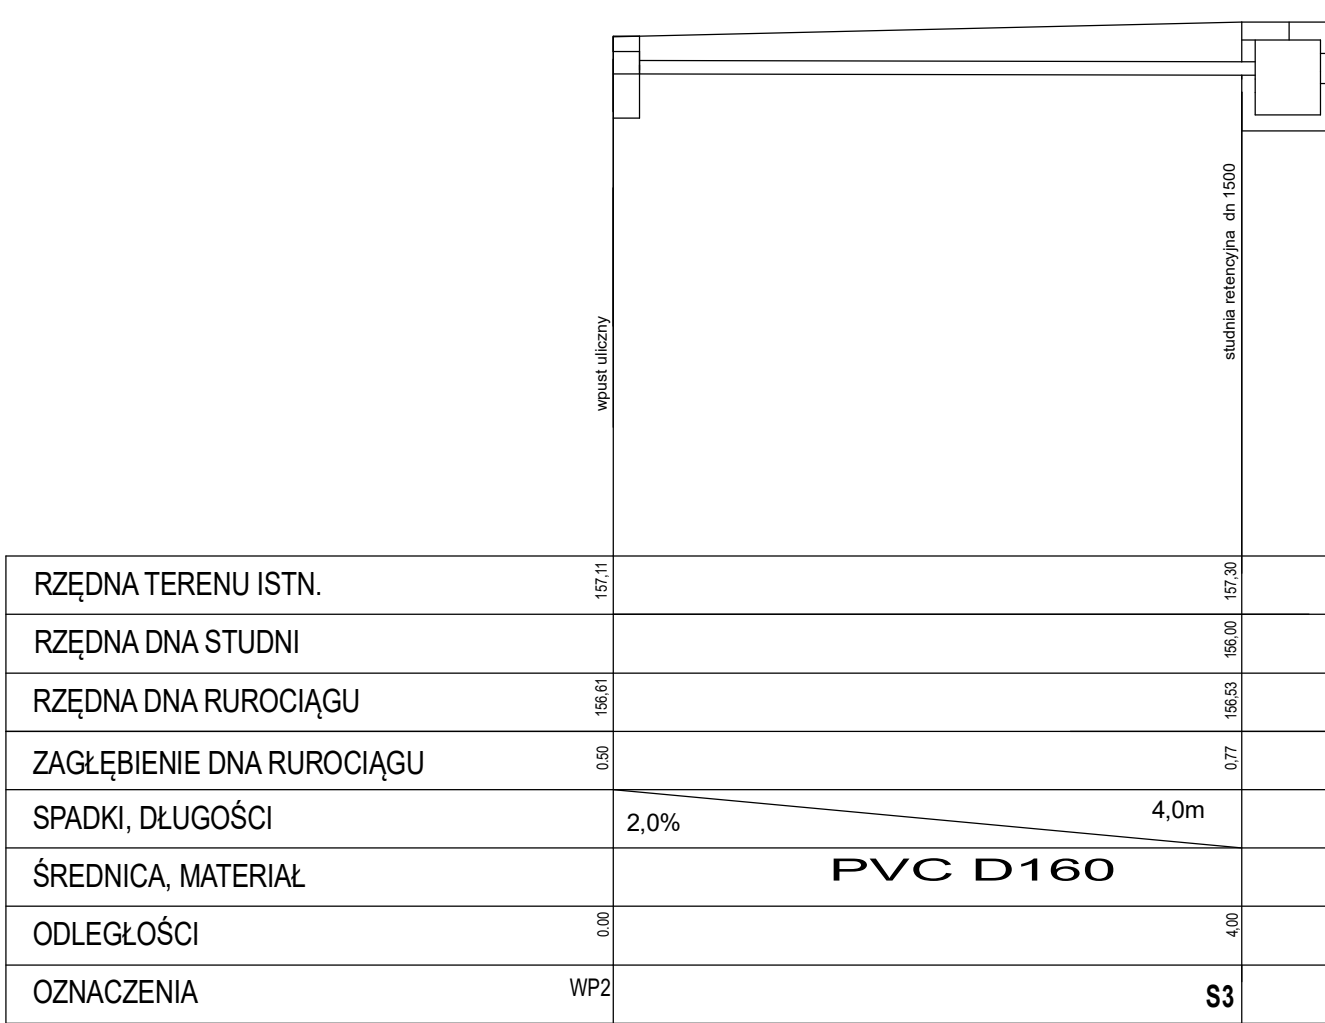 wpust uliczny
studnia retencyjna dn 1500
RZĘDNA TERENU ISTN. 157,11 157,30
RZĘDNA DNA STUDNI 156,00
RZĘDNA DNA RUROCIĄGU 156,61 156,53
ZAGŁĘBIENIE DNA RUROCIĄGU 0.50 0,77
SPADKI, DŁUGOŚCI 2,0% 4,0m
ŚREDNICA, MATERIAŁ PVC D160
ODLEGŁOŚCI 0.00 4,00
OZNACZENIA WP2 S3